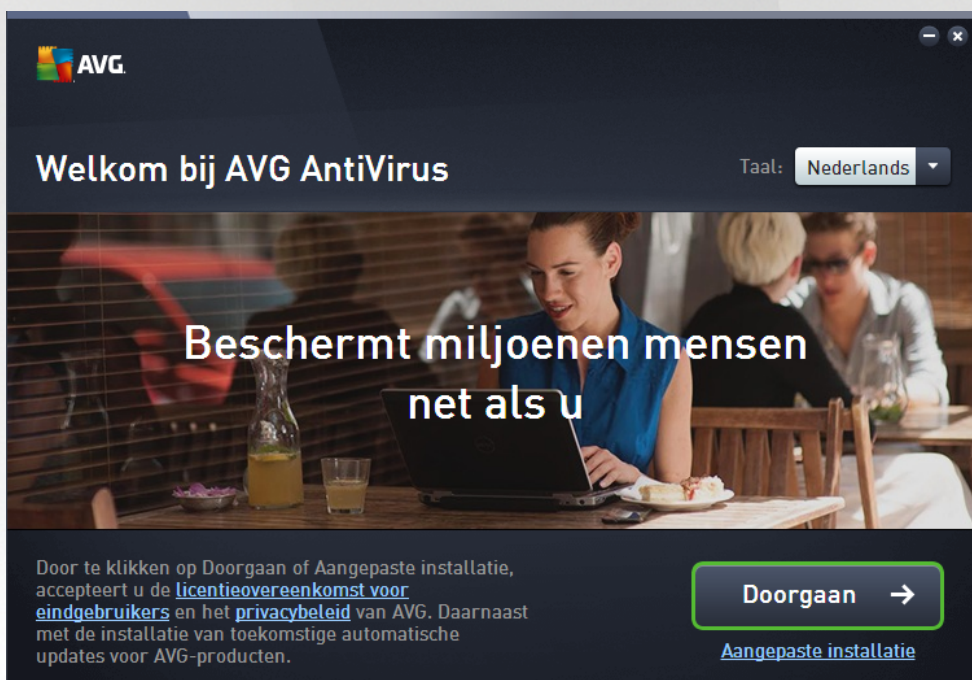 AVG.
Welkom bij AVG AntiVirus
Taal: Nederlands
Beschermt miljoenen mensen
net als u
Door te klikken op Doorgaan of Aangepaste installatie,
accepteert u de licentieovereenkomst voor
eindgebruikers en het privacybeleid van AVG. Daarnaast
met de installatie van toekomstige automatische
updates voor AVG-producten.
Doorgaan →
Aangepaste installatie